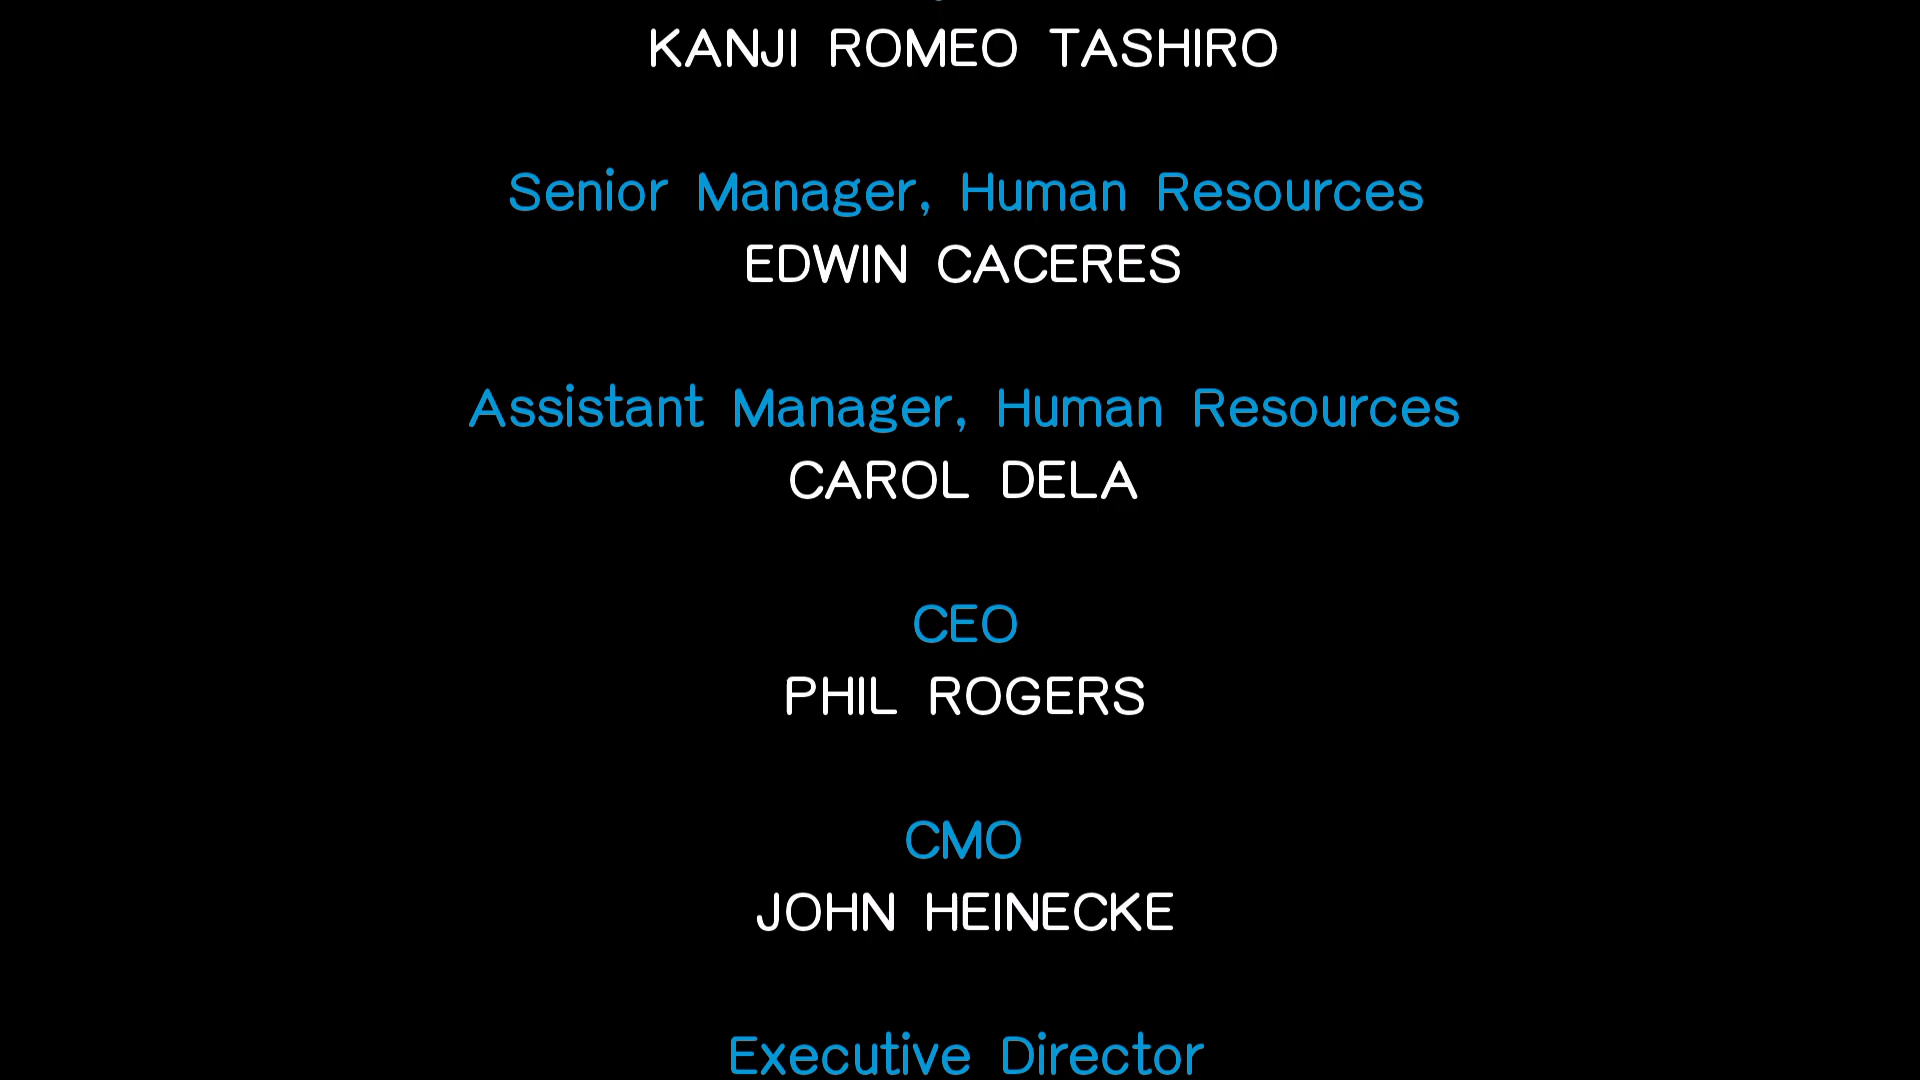 KANJI ROMEO TASHIRO
Senior Manager, Human Resources
EDWIN CACERES
Assistant Manager, Human Resources
CAROL DELA
CEO
PHIL ROGERS
CMO
JOHN HEINECKE
Executive Director